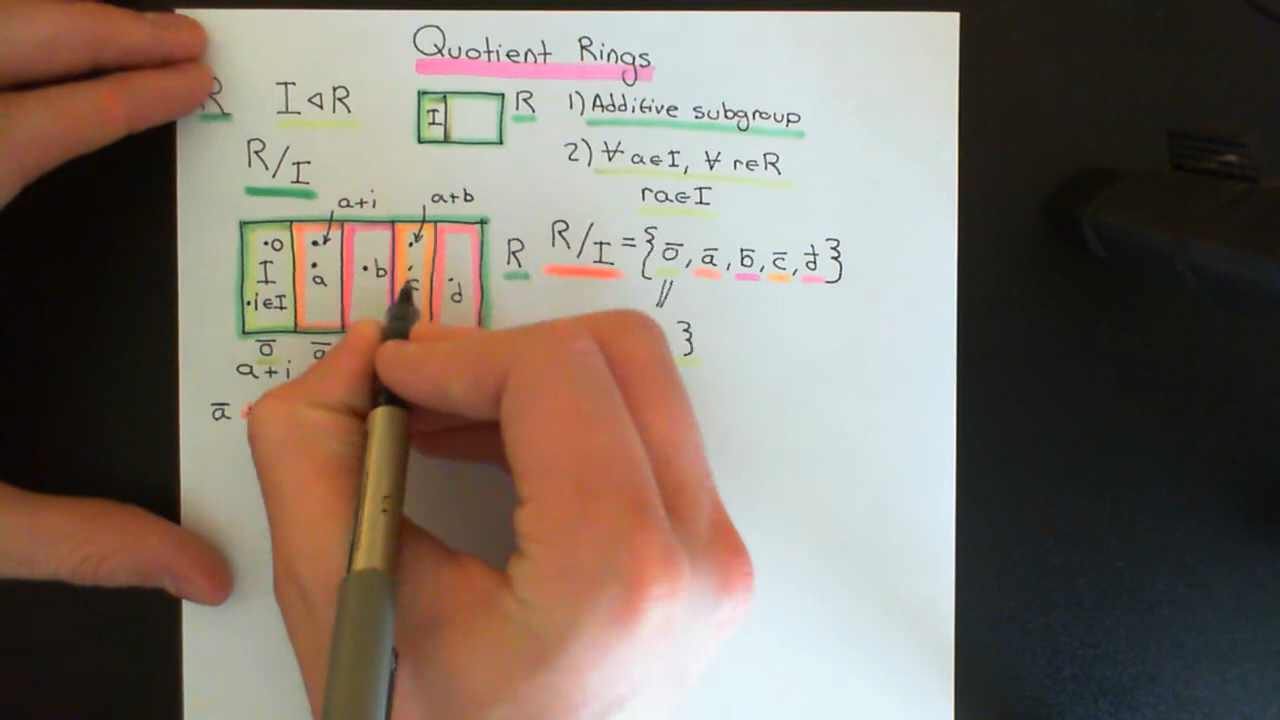 Quotient Rings
R I ◁ R
I R
1) Additive subgroup
2) ∀ a∈I, ∀ r∈R
ra∈I
R/I
a+i
a+b
·0 I ·i∈I
·a
·b
c
·d
R
R/I = {0̅, a̅, b̅, c̅, d̅}
//
}
0̅ a̅
a+i
a̅